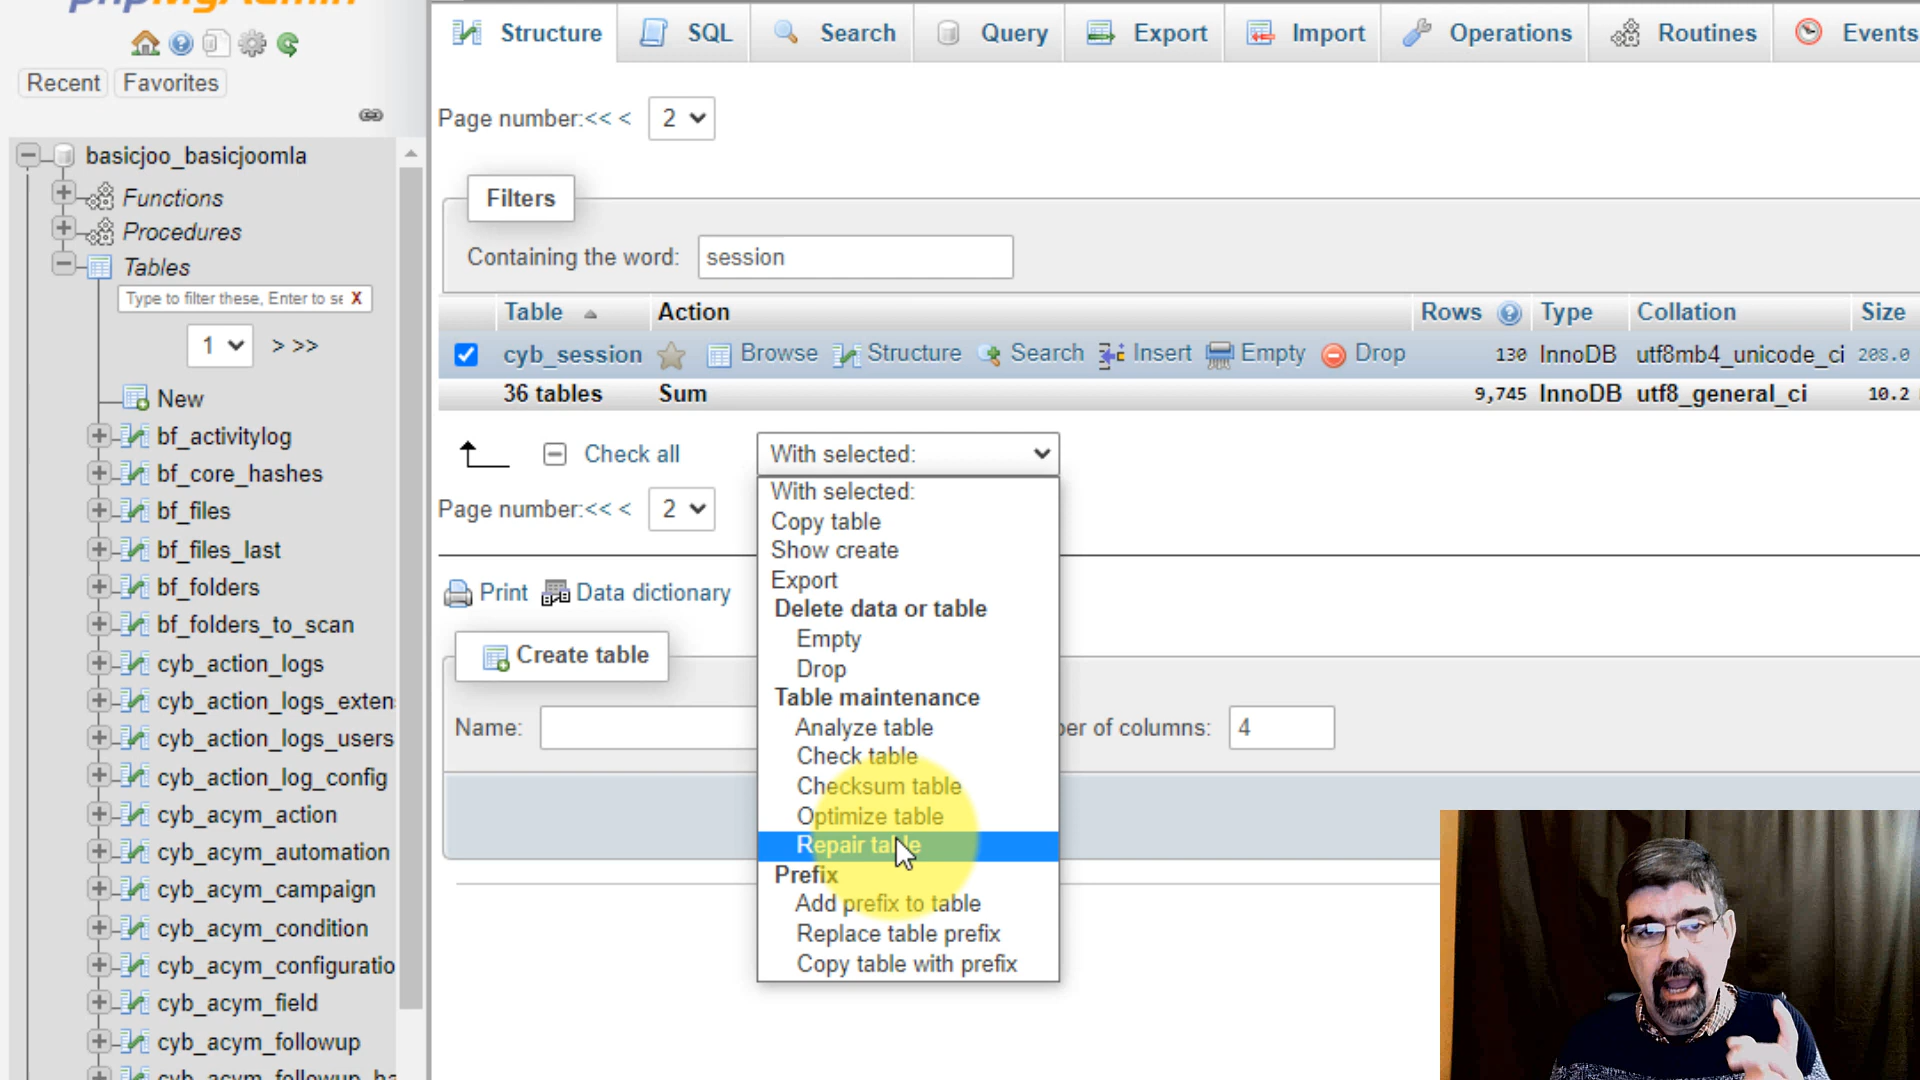 phpMyAdmin
Recent Favorites
basicjoo_basicjoomla
Functions
Procedures
Tables
Type to filter these, Enter to se X
1 > >>
New
bf_activitylog
bf_core_hashes
bf_files
bf_files_last
bf_folders
bf_folders_to_scan
cyb_action_logs
cyb_action_logs_exten
cyb_action_logs_users
cyb_action_log_config
cyb_acym_action
cyb_acym_automation
cyb_acym_campaign
cyb_acym_condition
cyb_acym_configuratio
cyb_acym_field
cyb_acym_followup
cyb_acym_followup_ha
Structure SQL Search Query Export Import Operations Routines Events
Page number: << < 2
Filters
Containing the word: session
Table Action Rows Type Collation Size
cyb_session Browse Structure Search Insert Empty Drop 130 InnoDB utf8mb4_unicode_ci 208.0
36 tables Sum 9,745 InnoDB utf8_general_ci 10.2
Check all With selected:
Page number: << < 2
With selected:
Copy table
Show create
Export
Delete data or table
Empty
Drop
Table maintenance
Analyze table
Check table
Checksum table
Optimize table
Repair table
Prefix
Add prefix to table
Replace table prefix
Copy table with prefix
Print Data dictionary
Create table
Name: er of columns: 4